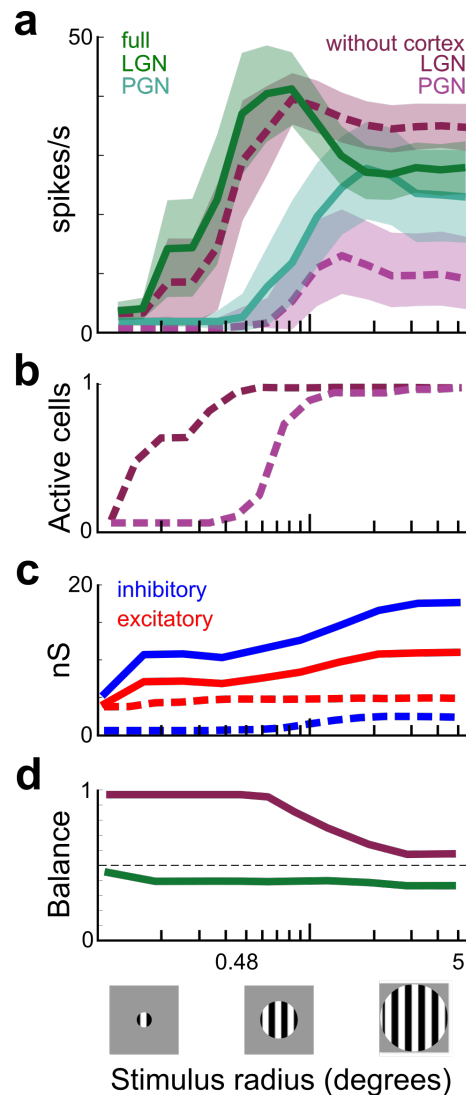 a
50
full
LGN
PGN
without cortex
LGN
PGN
spikes/s
0
b
1
Active cells
0
c
20
inhibitory
excitatory
nS
0
d
1
Balance
0
0.48
5
Stimulus radius (degrees)